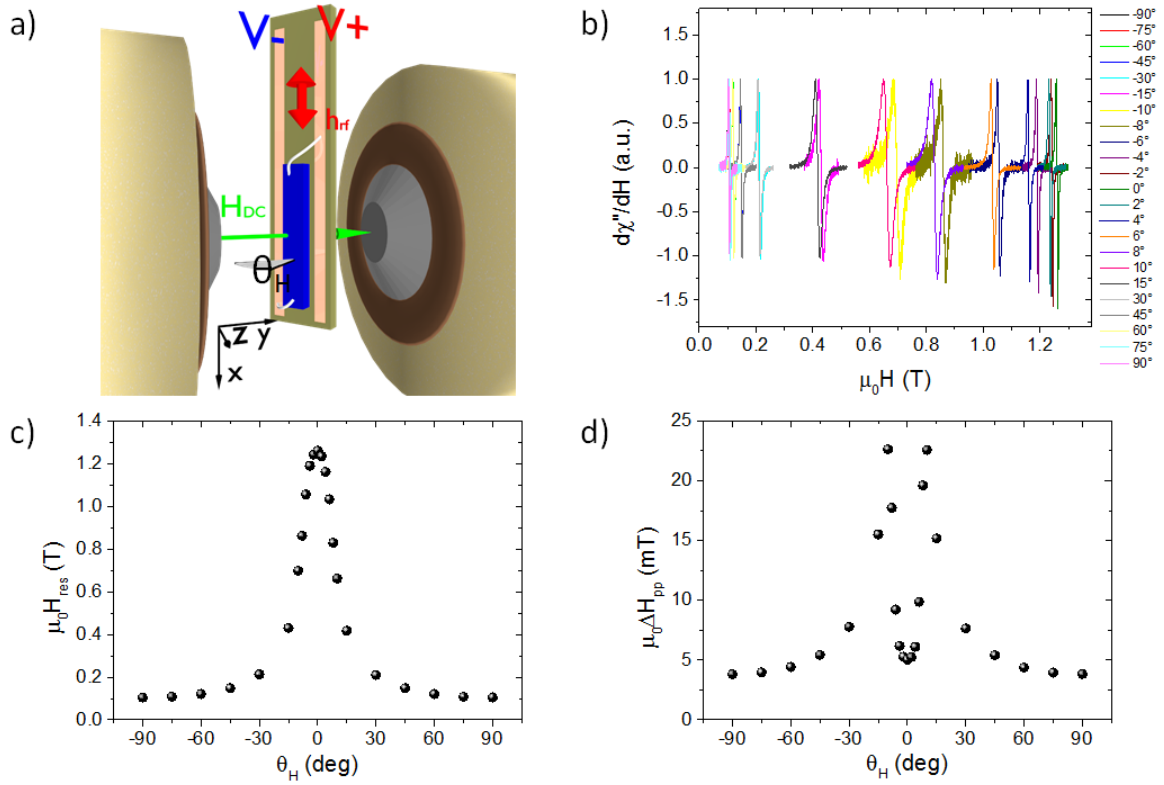 a)
V-
V+
hrf
HDC
θH
z
y
x
b)
dχ''/dH (a.u.)
1.0
0.5
0.0
-0.5
-1.0
-1.5
0.0 0.2 0.4 0.6 0.8 1.0 1.2
μ0H (T)
-90°
-75°
-60°
-45°
-30°
-15°
-10°
-8°
-6°
-4°
-2°
0°
2°
4°
6°
8°
10°
15°
30°
45°
60°
75°
90°
c)
μ0Hres (T)
1.4
1.2
1.0
0.8
0.6
0.4
0.2
0.0
-90 -60 -30 0 30 60 90
θH (deg)
d)
μ0ΔHpp (mT)
25
20
15
10
5
0
-90 -60 -30 0 30 60 90
θH (deg)